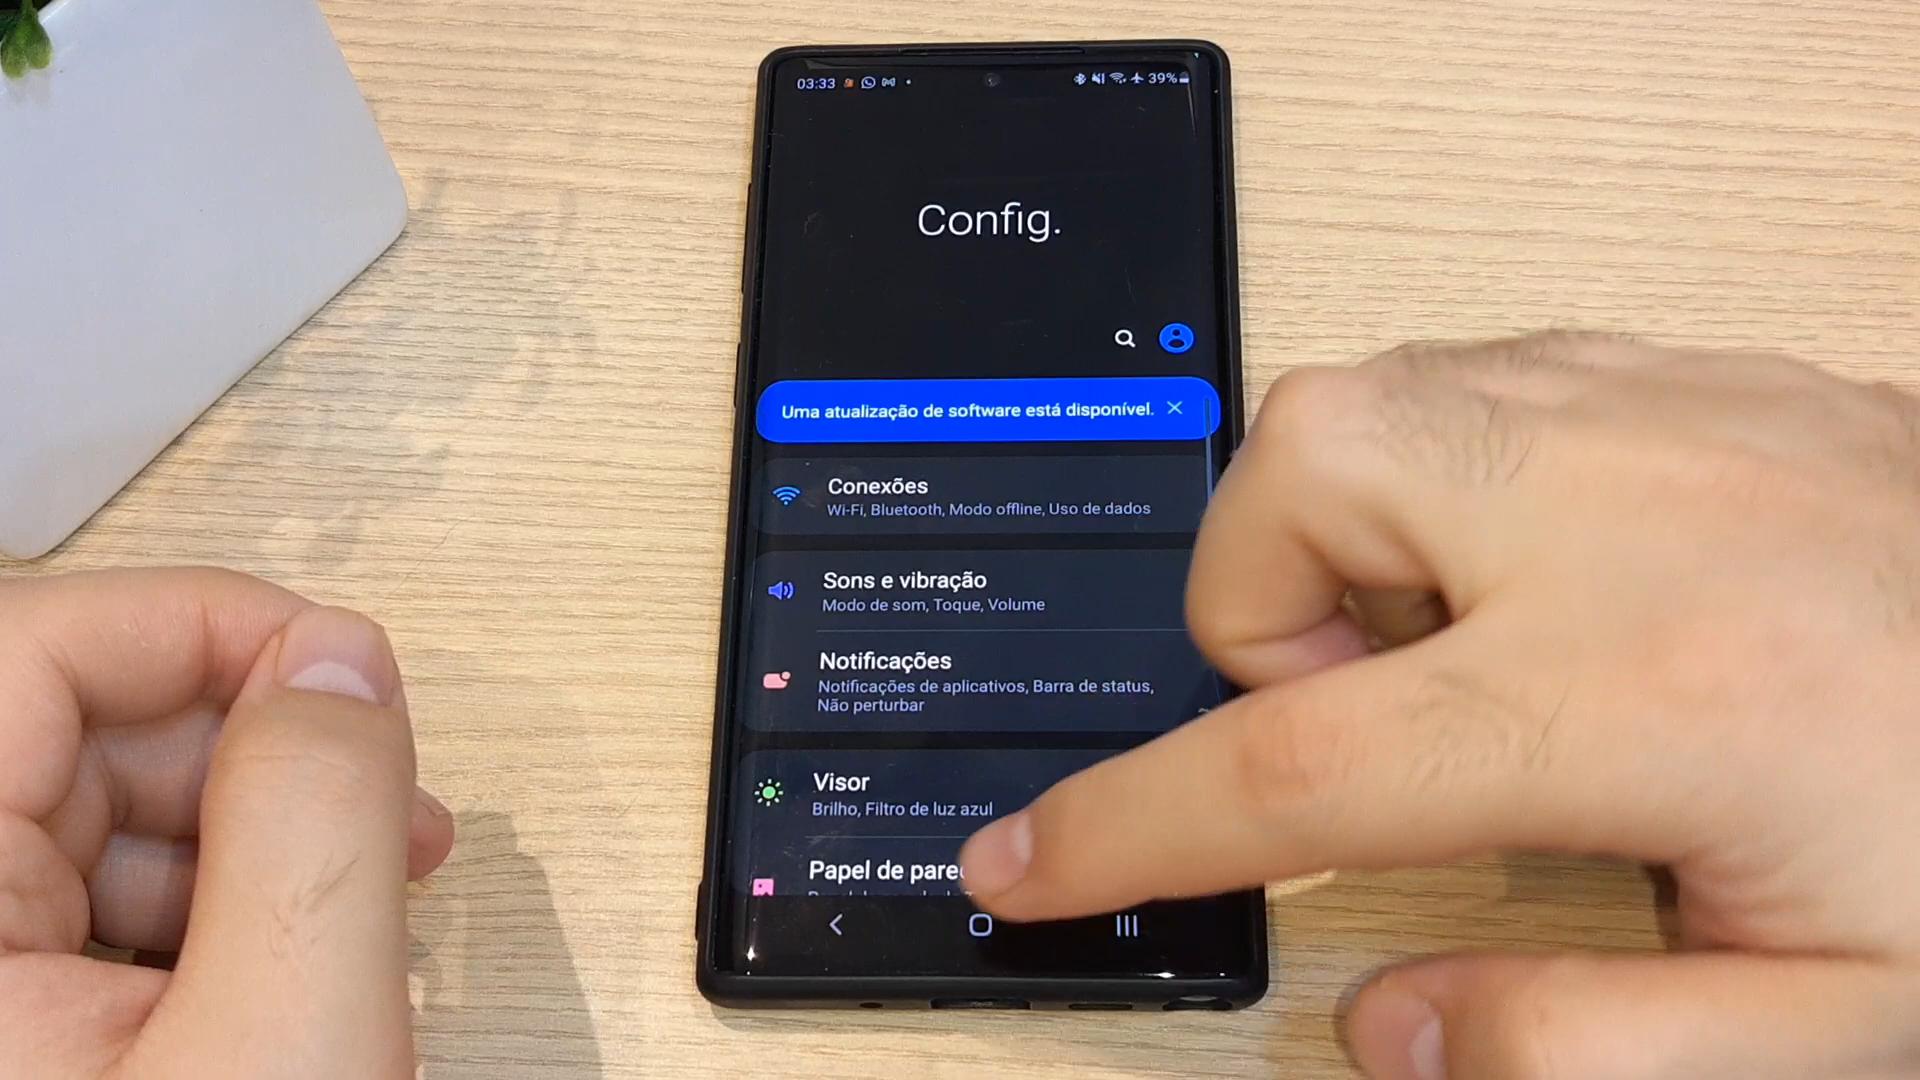 03:33
39%
Config.
Uma atualização de software está disponível.
Conexões
Wi-Fi, Bluetooth, Modo offline, Uso de dados
Sons e vibração
Modo de som, Toque, Volume
Notificações
Notificações de aplicativos, Barra de status,
Não perturbar
Visor
Brilho, Filtro de luz azul
Papel de